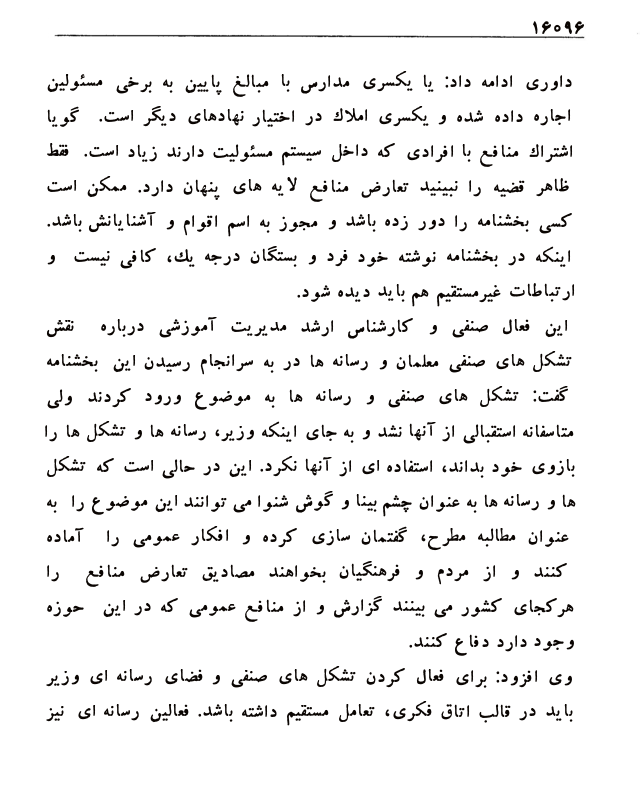 ۱۶۰۹۶
داوری ادامه داد: یا یکسری مدارس با مبالغ پایین به برخی مسئولین
اجاره داده شده و یکسری املاك در اختیار نهادهای دیگر است. گویا
اشتراك منافع با افرادی که داخل سیستم مسئولیت دارند زیاد است. فقط
ظاهر قضیه را نبینید تعارض منافع لایه های پنهان دارد. ممکن است
کسی بخشنامه را دور زده باشد و مجوز به اسم اقوام و آشنایانش باشد.
اینکه در بخشنامه نوشته خود فرد و بستگان درجه یك، کافی نیست و
ارتباطات غیرمستقیم هم باید دیده شود.
این فعال صنفی و کارشناس ارشد مدیریت آموزشی درباره نقش
تشکل های صنفی معلمان و رسانه ها در به سرانجام رسیدن این بخشنامه
گفت: تشکل های صنفی و رسانه ها به موضوع ورود کردند ولی
متاسفانه استقبالی از آنها نشد و به جای اینکه وزیر، رسانه ها و تشکل ها را
بازوی خود بداند، استفاده ای از آنها نکرد. این در حالی است که تشکل
ها و رسانه ها به عنوان چشم بینا و گوش شنوا می توانند این موضوع را به
عنوان مطالبه مطرح، گفتمان سازی کرده و افکار عمومی را آماده
کنند و از مردم و فرهنگیان بخواهند مصادیق تعارض منافع را
هرکجای کشور می بینند گزارش و از منافع عمومی که در این حوزه
وجود دارد دفاع کنند.
وی افزود: برای فعال کردن تشکل های صنفی و فضای رسانه ای وزیر
باید در قالب اتاق فکری، تعامل مستقیم داشته باشد. فعالین رسانه ای نیز